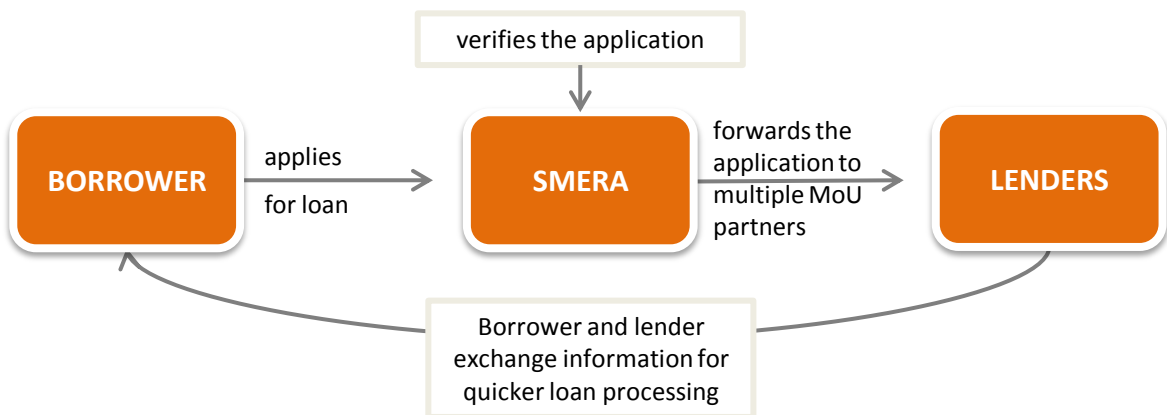 verifies the application
BORROWER
applies
for loan
SMERA
forwards the
application to
multiple MoU
partners
LENDERS
Borrower and lender
exchange information for
quicker loan processing